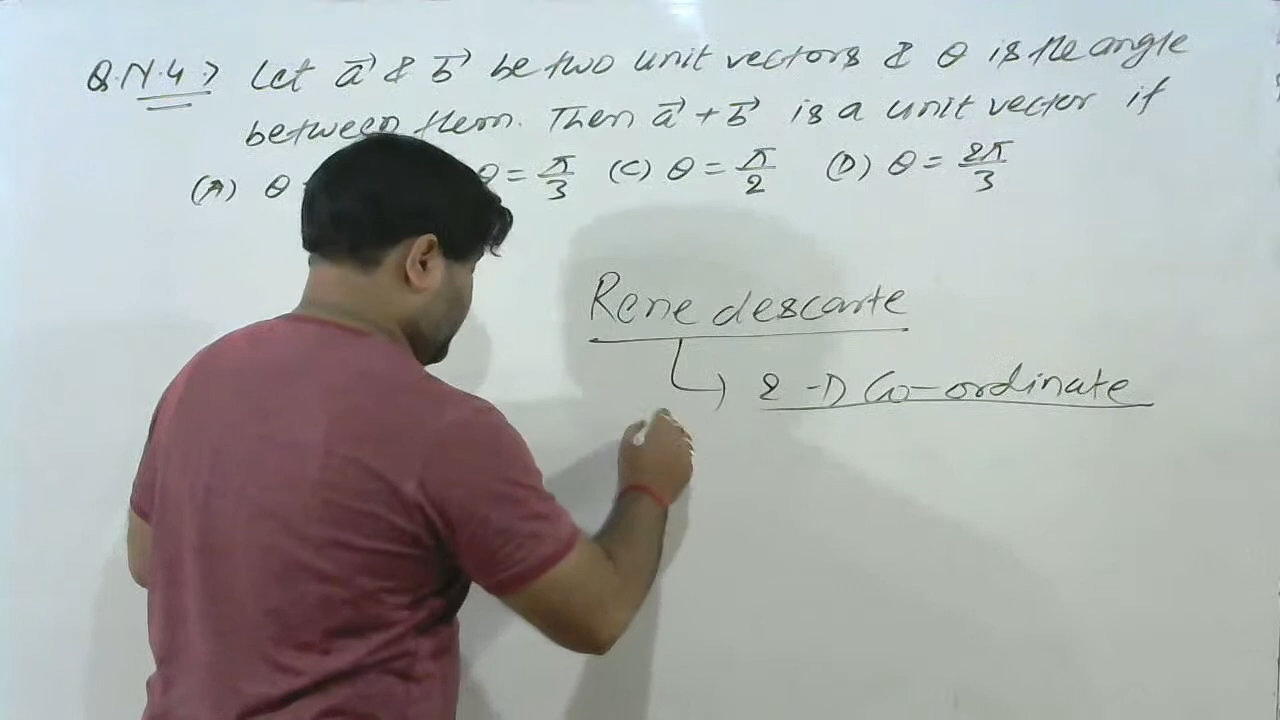 Q.N.4:> Let a⃗ & b⃗ be two unit vectors & θ is the angle
between them. Then a⃗ + b⃗ is a unit vector if
(A) θ = π/3 (C) θ = π/2 (D) θ = 2π/3
Rene descarte
2-D Co-ordinate